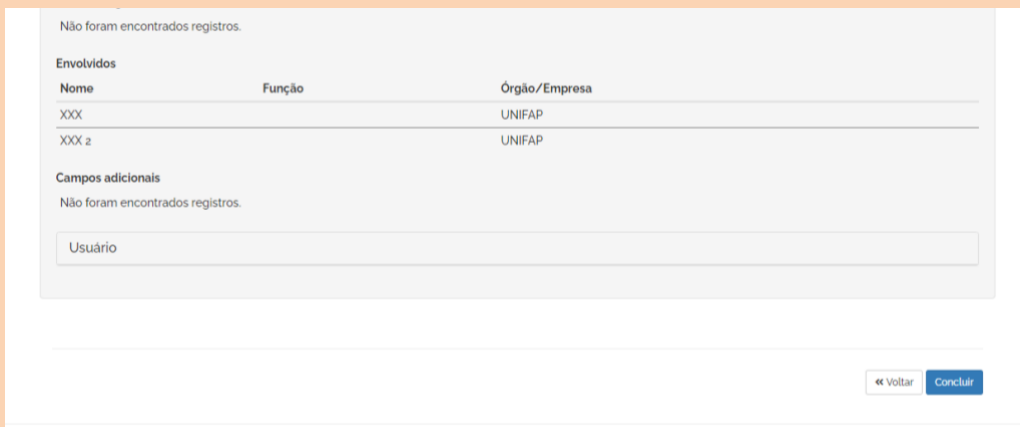 Não foram encontrados registros.
Envolvidos
Nome Função Órgão/Empresa
XXX UNIFAP
XXX 2 UNIFAP
Campos adicionais
Não foram encontrados registros.
Usuário
« Voltar Concluir